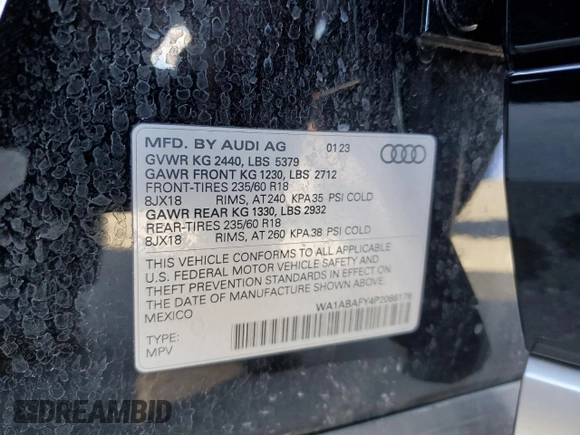 MFD. BY AUDI AG 01 23
GVWR KG 2440, LBS 5379
GAWR FRONT KG 1230, LBS 2712
FRONT-TIRES 235/60 R18
8JX18 RIMS, AT 240 KPA 35 PSI COLD
GAWR REAR KG 1330, LBS 2932
REAR-TIRES 235/60 R18
8JX18 RIMS, AT 260 KPA 38 PSI COLD
THIS VEHICLE CONFORMS TO ALL APPLICABLE
U.S. FEDERAL MOTOR VEHICLE SAFETY AND
THEFT PREVENTION STANDARDS IN EFFECT ON
THE DATE OF MANUFACTURE SHOWN ABOVE.
MEXICO
TYPE:
MPV
DREAMBID